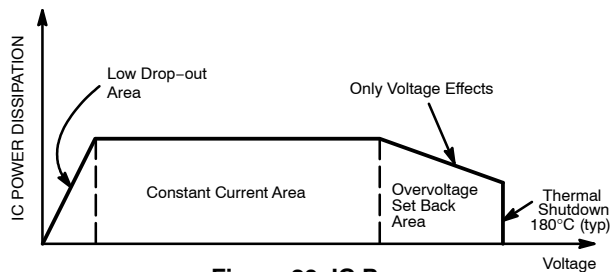 IC POWER DISSIPATION
Low Drop−out
Area
Only Voltage Effects
Constant Current Area
Overvoltage
Set Back
Area
Thermal
Shutdown
180°C (typ)
Voltage